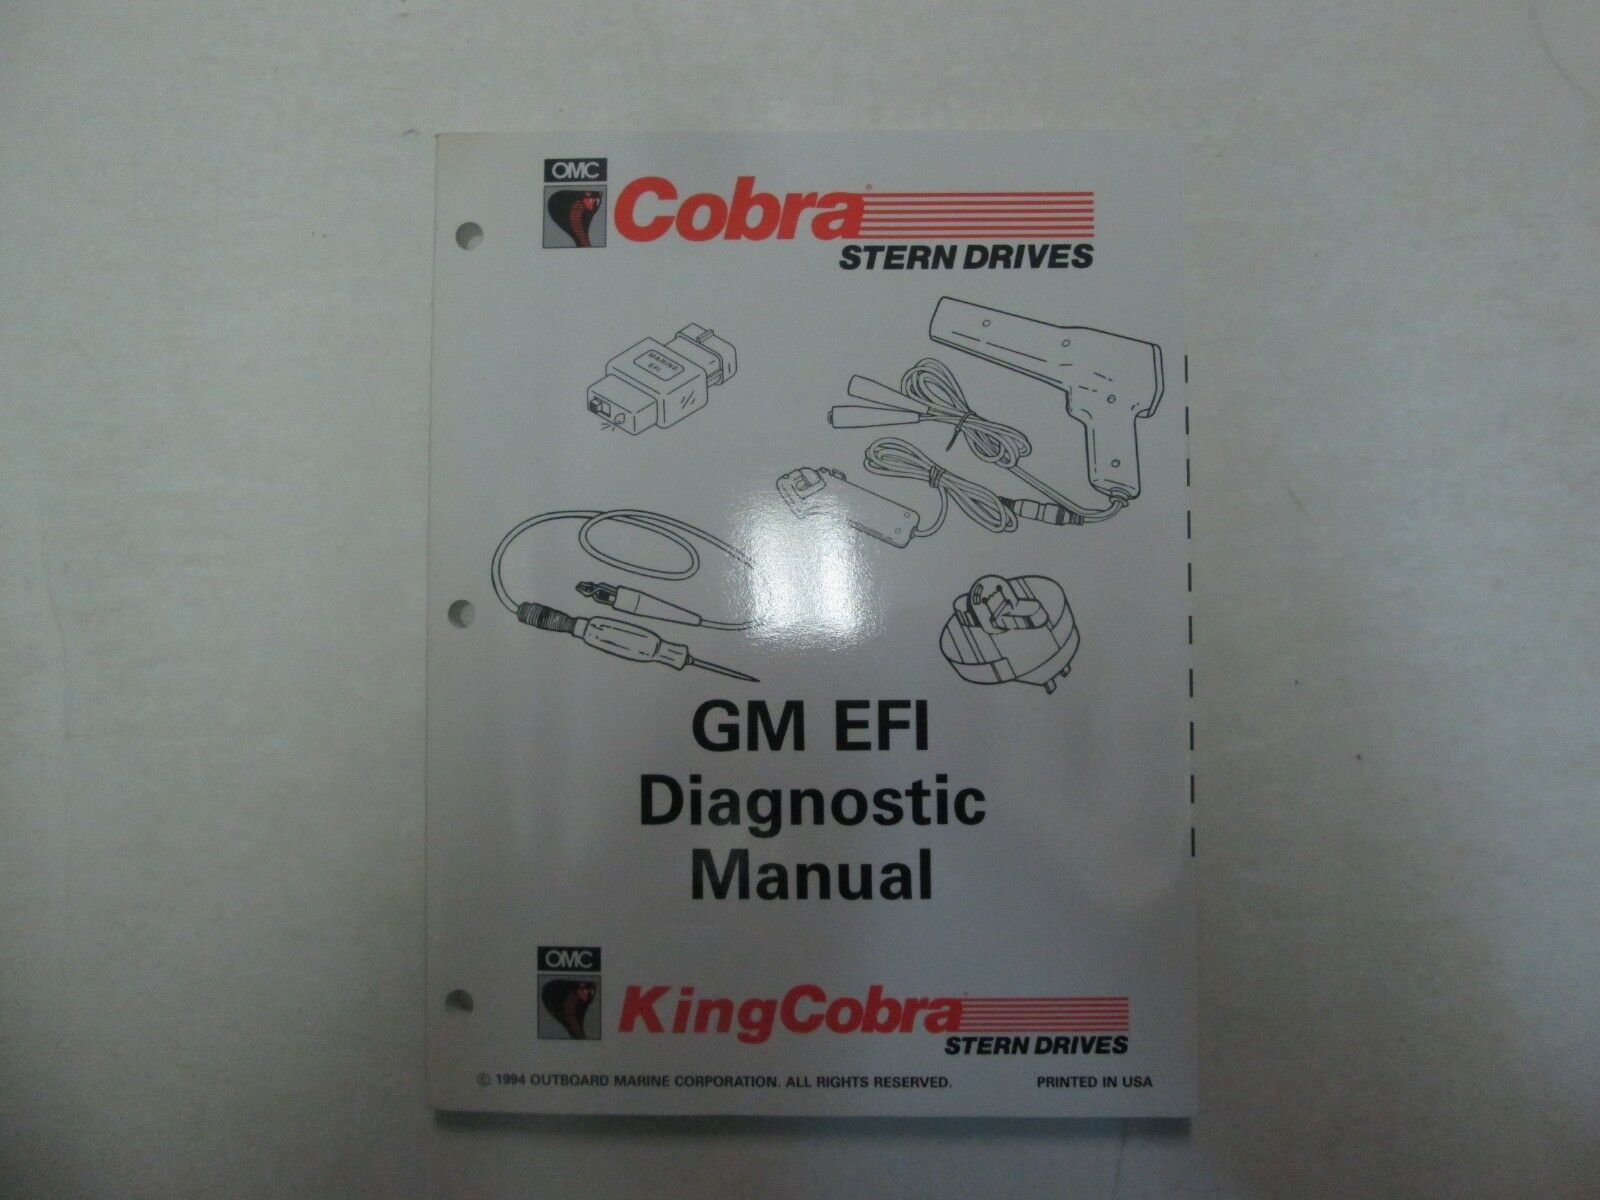 OMC
Cobra
STERN DRIVES
MARINE
EFI
GM EFI
Diagnostic
Manual
OMC
KingCobra
STERN DRIVES
© 1994 OUTBOARD MARINE CORPORATION. ALL RIGHTS RESERVED. PRINTED IN USA